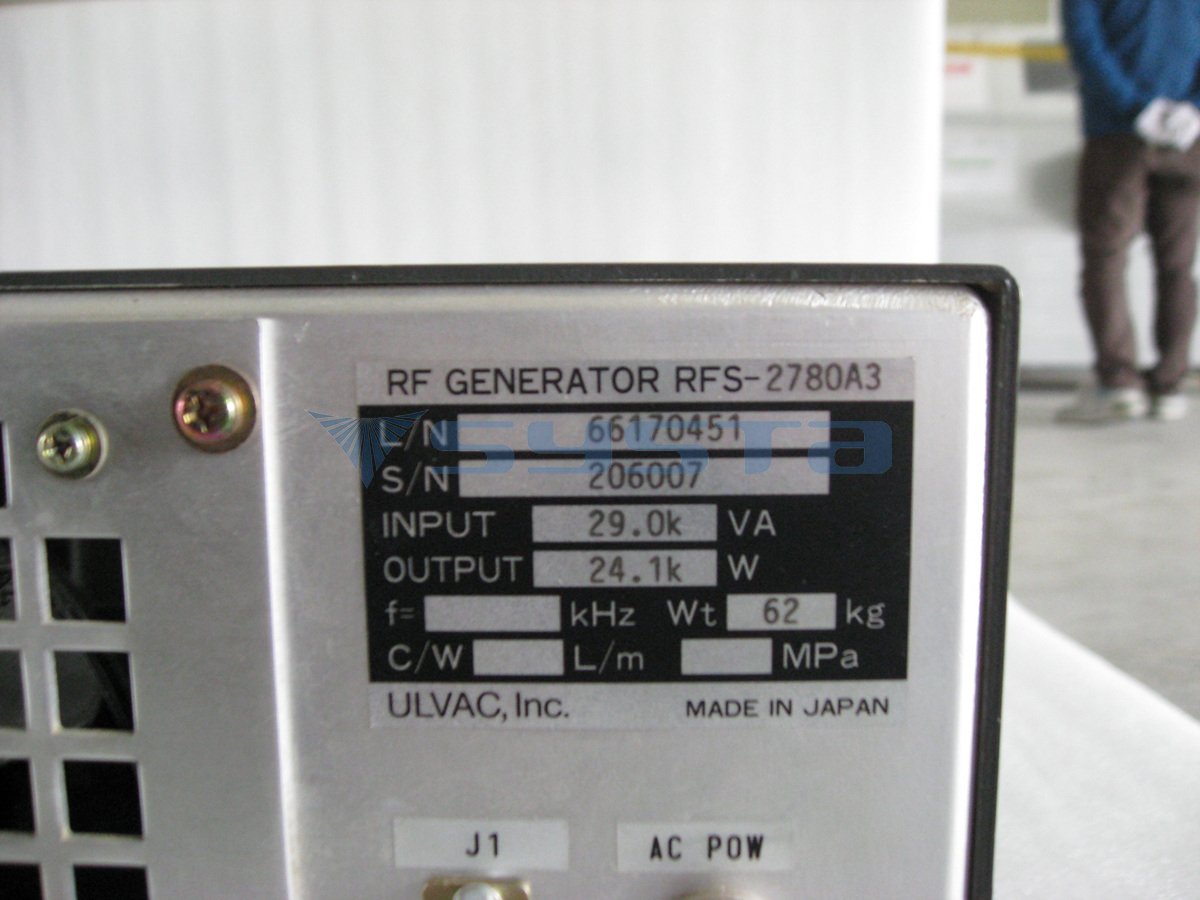 RF GENERATOR RFS-2780A3
L/N 66170451
systa
S/N 206007
INPUT 29.0k VA
OUTPUT 24.1k W
f= kHz Wt 62 kg
C/W L/m MPa
ULVAC, Inc. MADE IN JAPAN
J1 AC POW